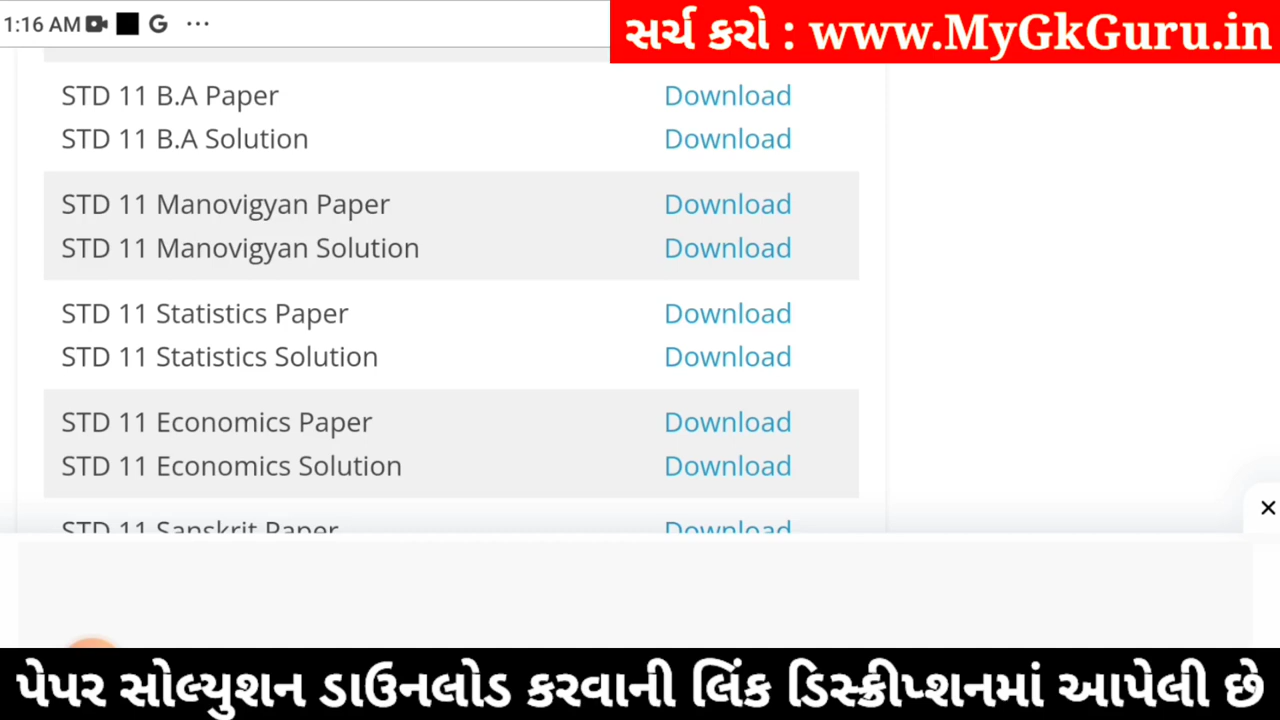 1:16 AM G ...
સર્ચ કરો : www.MyGkGuru.in
STD 11 B.A Paper Download
STD 11 B.A Solution Download
STD 11 Manovigyan Paper Download
STD 11 Manovigyan Solution Download
STD 11 Statistics Paper Download
STD 11 Statistics Solution Download
STD 11 Economics Paper Download
STD 11 Economics Solution Download
STD 11 Sanskrit Paper Download
પેપર સોલ્યુશન ડાઉનલોડ કરવાની લિંક ડિસ્ક્રીપ્શનમાં આપેલી છે